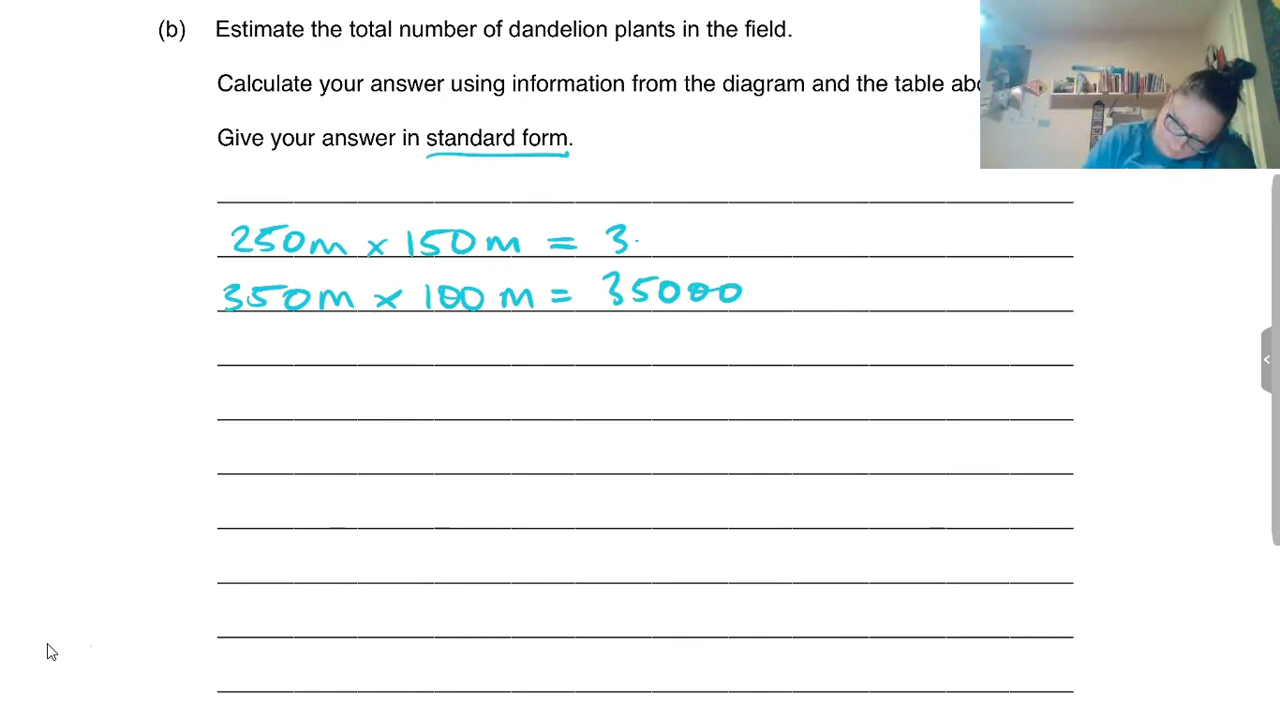 (b) Estimate the total number of dandelion plants in the field.
Calculate your answer using information from the diagram and the table
Give your answer in standard form.
250m x 150m = 3
350m x 100m = 35000